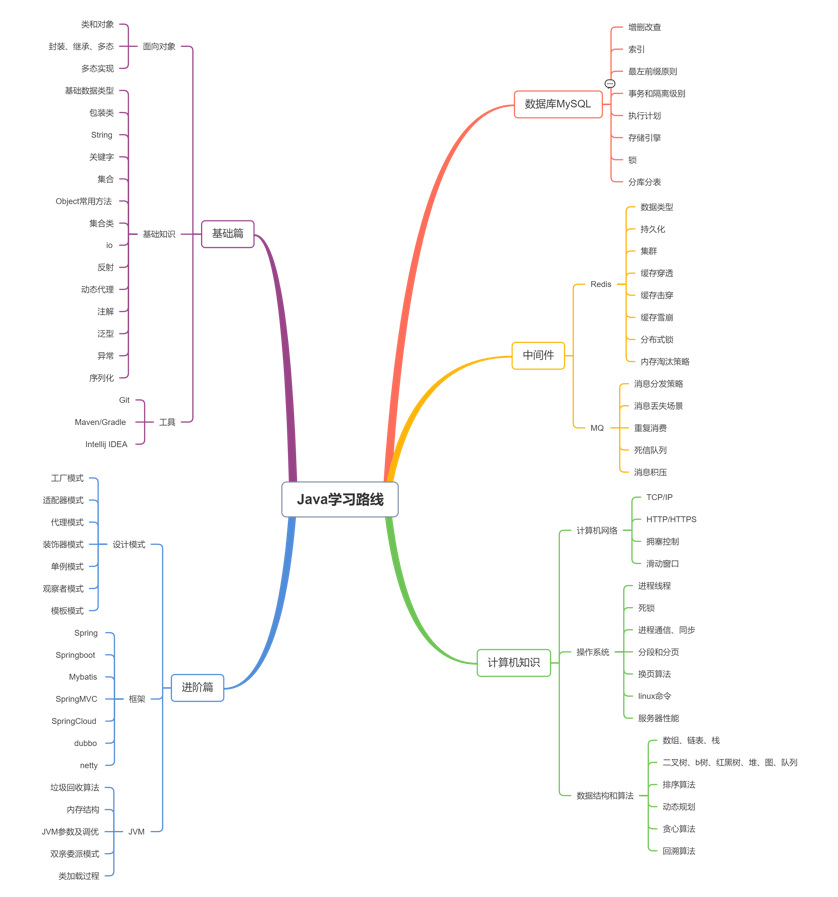 Java学习路线
基础篇
面向对象
类和对象
封装、继承、多态
多态实现
基础知识
基础数据类型
包装类
String
关键字
集合
Object常用方法
集合类
io
反射
动态代理
注解
泛型
异常
序列化
工具
Git
Maven/Gradle
Intellij IDEA
进阶篇
设计模式
工厂模式
适配器模式
代理模式
装饰器模式
单例模式
观察者模式
模板模式
框架
Spring
Springboot
Mybatis
SpringMVC
SpringCloud
dubbo
netty
JVM
垃圾回收算法
内存结构
JVM参数及调优
双亲委派模式
类加载过程
数据库MySQL
增删改查
索引
最左前缀原则
事务和隔离级别
执行计划
存储引擎
锁
分库分表
中间件
Redis
数据类型
持久化
集群
缓存穿透
缓存击穿
缓存雪崩
分布式锁
内存淘汰策略
MQ
消息分发策略
消息丢失场景
重复消费
死信队列
消息积压
计算机知识
计算机网络
TCP/IP
HTTP/HTTPS
拥塞控制
滑动窗口
操作系统
进程线程
死锁
进程通信、同步
分段和分页
换页算法
linux命令
服务器性能
数据结构和算法
数组、链表、栈
二叉树、b树、红黑树、堆、图、队列
排序算法
动态规划
贪心算法
回溯算法